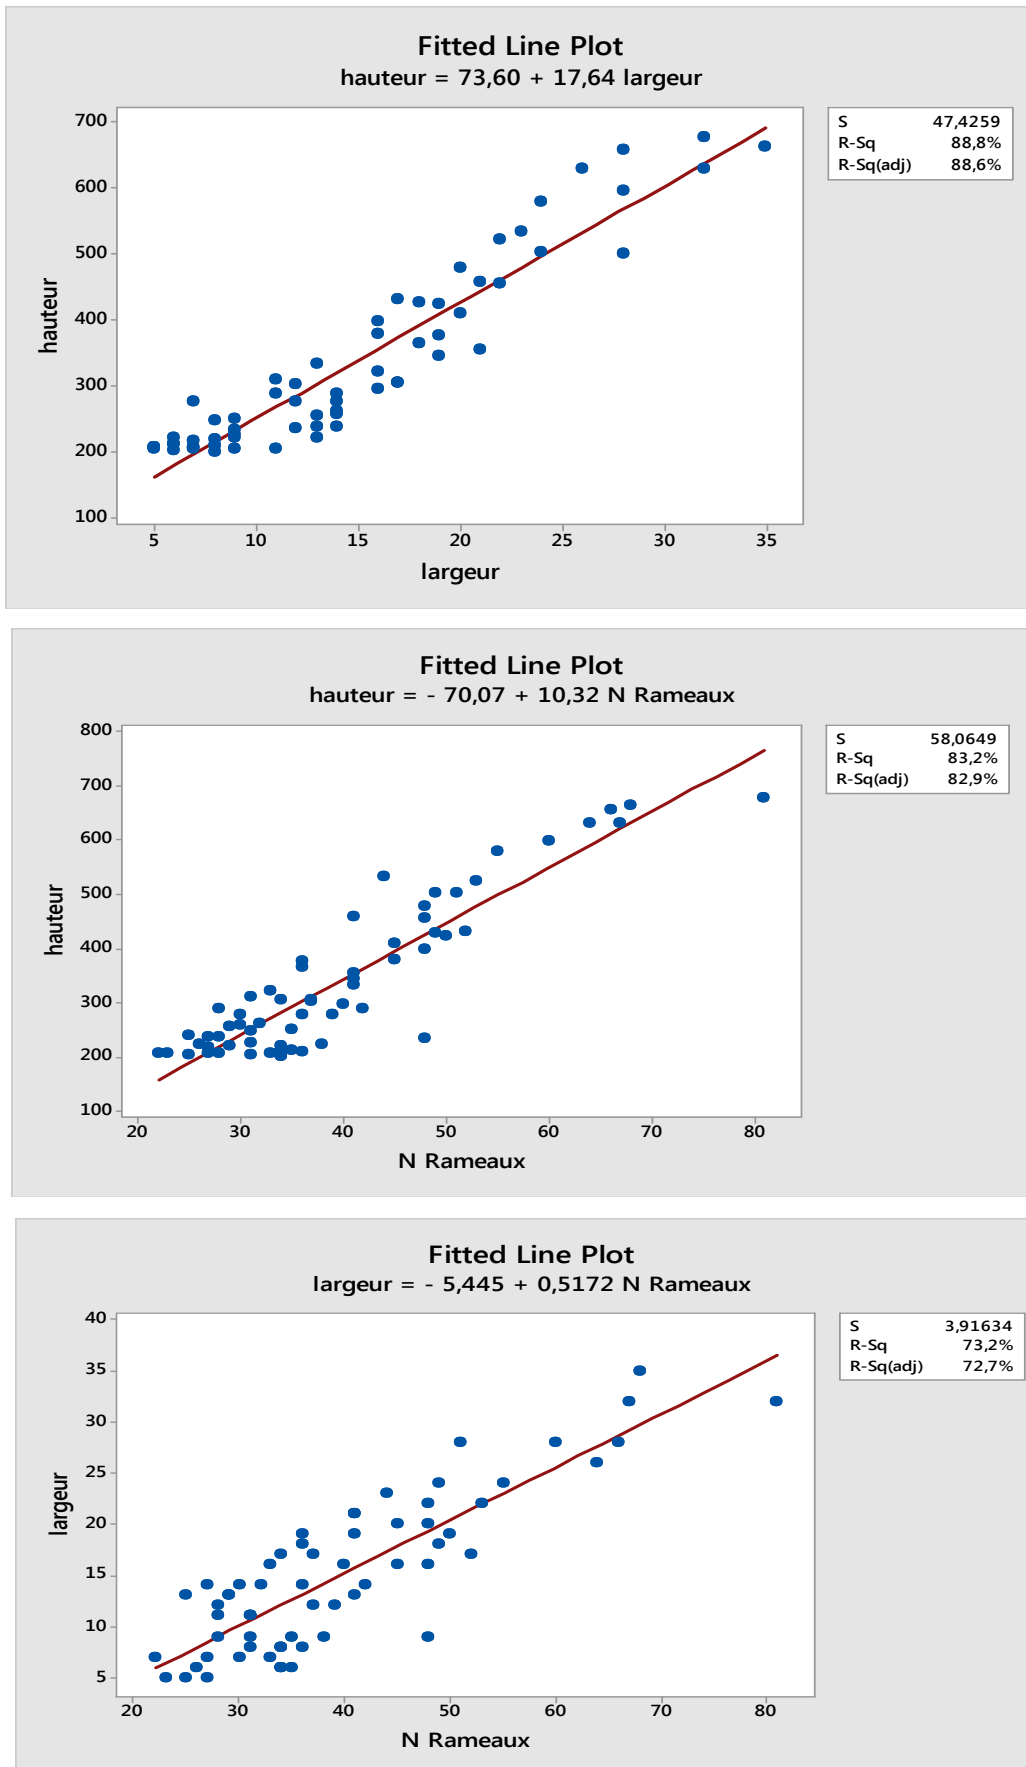 Fitted Line Plot
hauteur = 73,60 + 17,64 largeur
S 47,4259
R-Sq 88,8%
R-Sq(adj) 88,6%
700
600
500
400
300
200
100
hauteur
5 10 15 20 25 30 35
largeur
Fitted Line Plot
hauteur = - 70,07 + 10,32 N Rameaux
S 58,0649
R-Sq 83,2%
R-Sq(adj) 82,9%
800
700
600
500
400
300
200
100
hauteur
20 30 40 50 60 70 80
N Rameaux
Fitted Line Plot
largeur = - 5,445 + 0,5172 N Rameaux
S 3,91634
R-Sq 73,2%
R-Sq(adj) 72,7%
40
35
30
25
20
15
10
5
largeur
20 30 40 50 60 70 80
N Rameaux